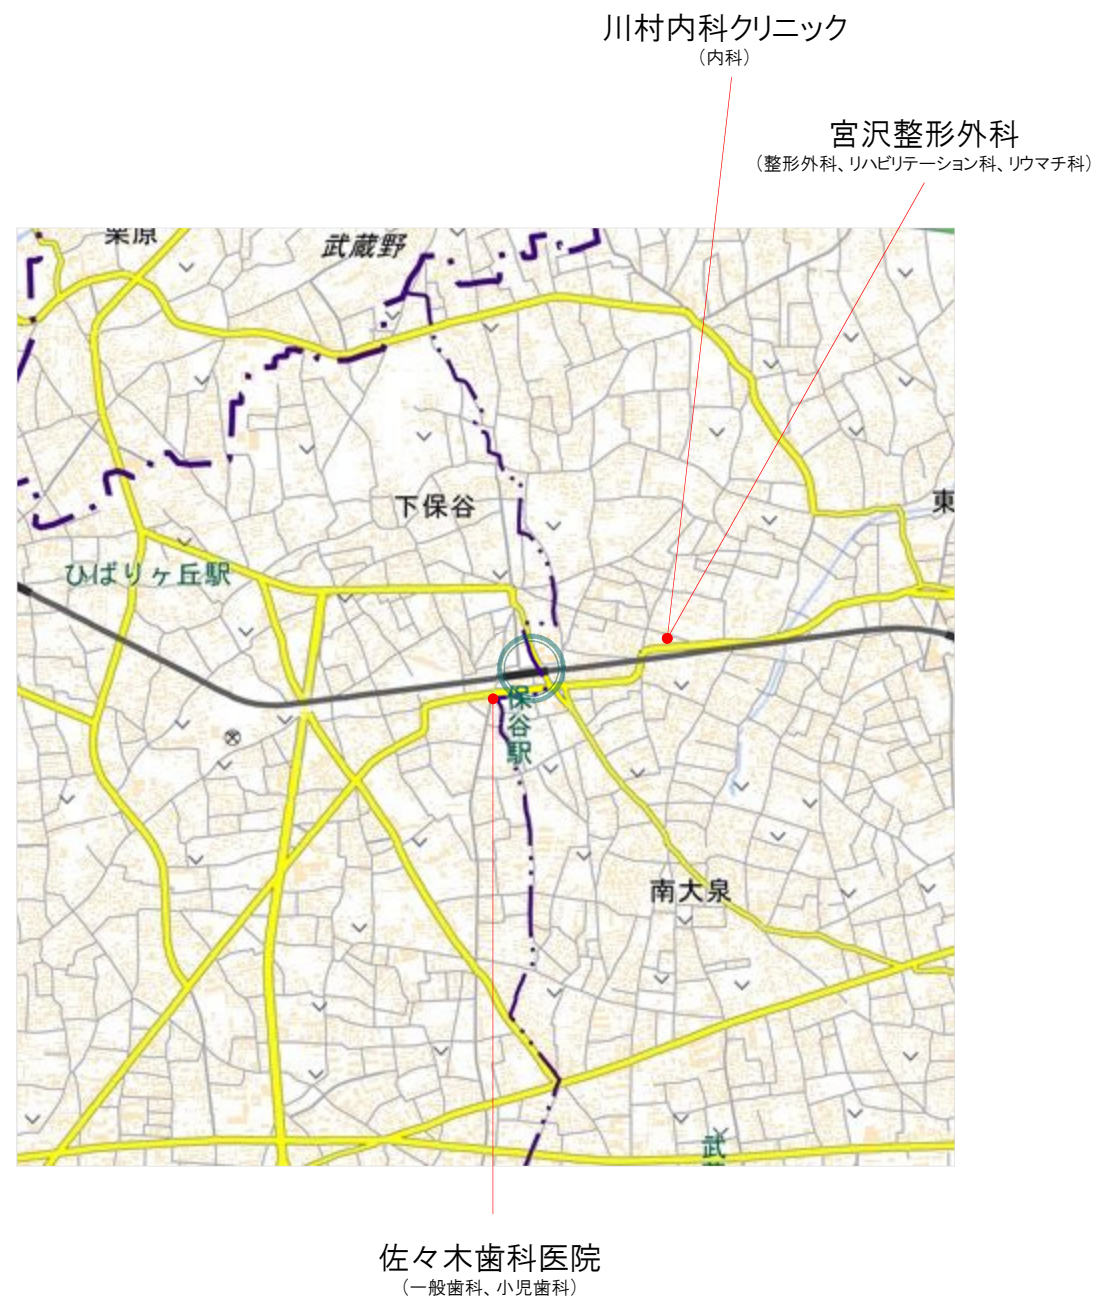 川村内科クリニック
（内科）
宮沢整形外科
（整形外科、リハビリテーション科、リウマチ科）
栗原
武蔵野
下保谷
東
ひばりヶ丘駅
保谷駅
南大泉
武
佐々木歯科医院
（一般歯科、小児歯科）